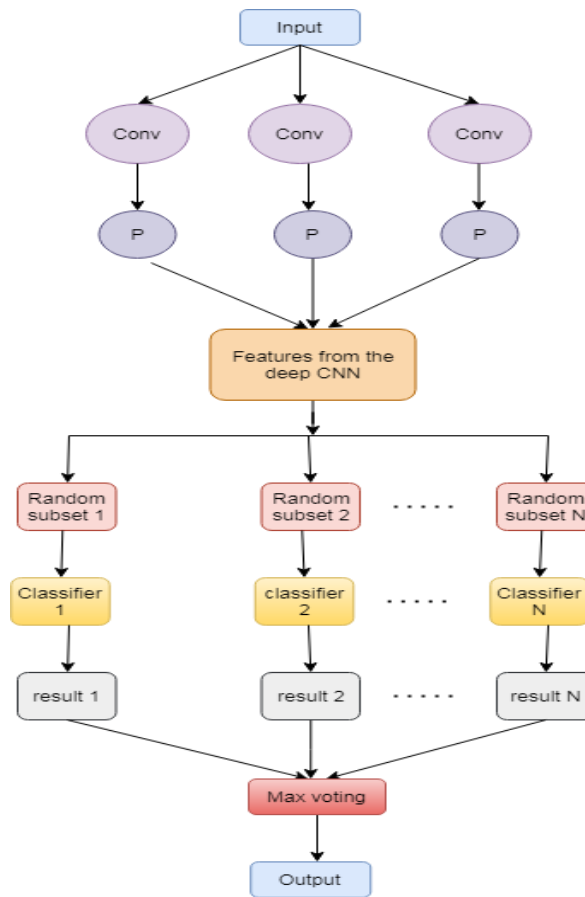 Input
Conv
Conv
Conv
P
P
P
Features from the
deep CNN
Random
subset 1
Random
subset 2
. . . . .
Random
subset N
Classifier
1
classifier
2
. . . . .
Classifier
N
result 1
result 2
. . . . .
result N
Max voting
Output